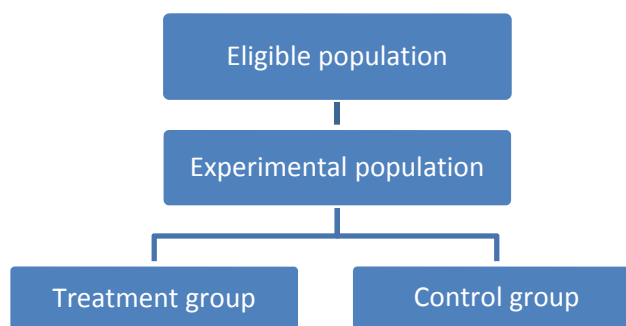 Eligible population
Experimental population
Treatment group
Control group